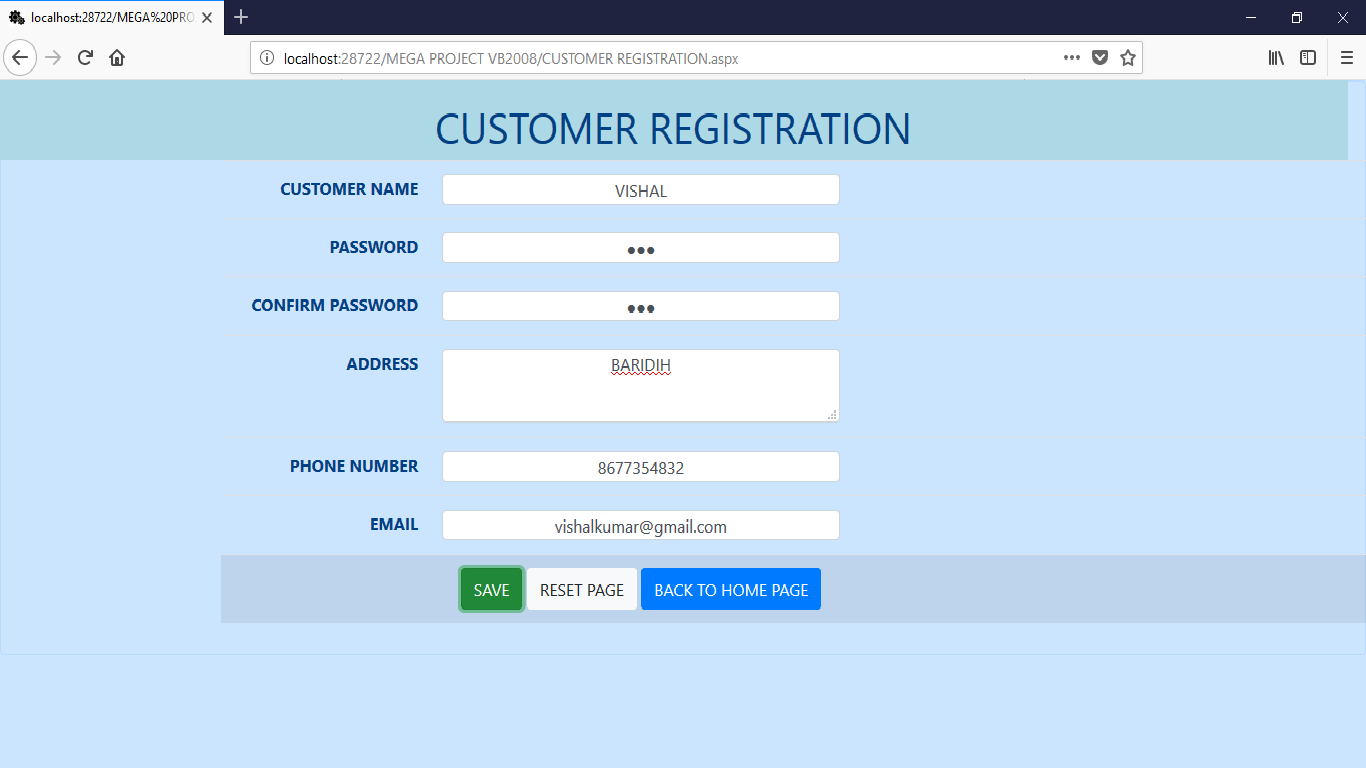 localhost:28722/MEGA%20PRO
localhost:28722/MEGA PROJECT VB2008/CUSTOMER REGISTRATION.aspx
CUSTOMER REGISTRATION
CUSTOMER NAME VISHAL
PASSWORD •••
CONFIRM PASSWORD •••
ADDRESS BARIDIH
PHONE NUMBER 8677354832
EMAIL vishalkumar@gmail.com
SAVE RESET PAGE BACK TO HOME PAGE